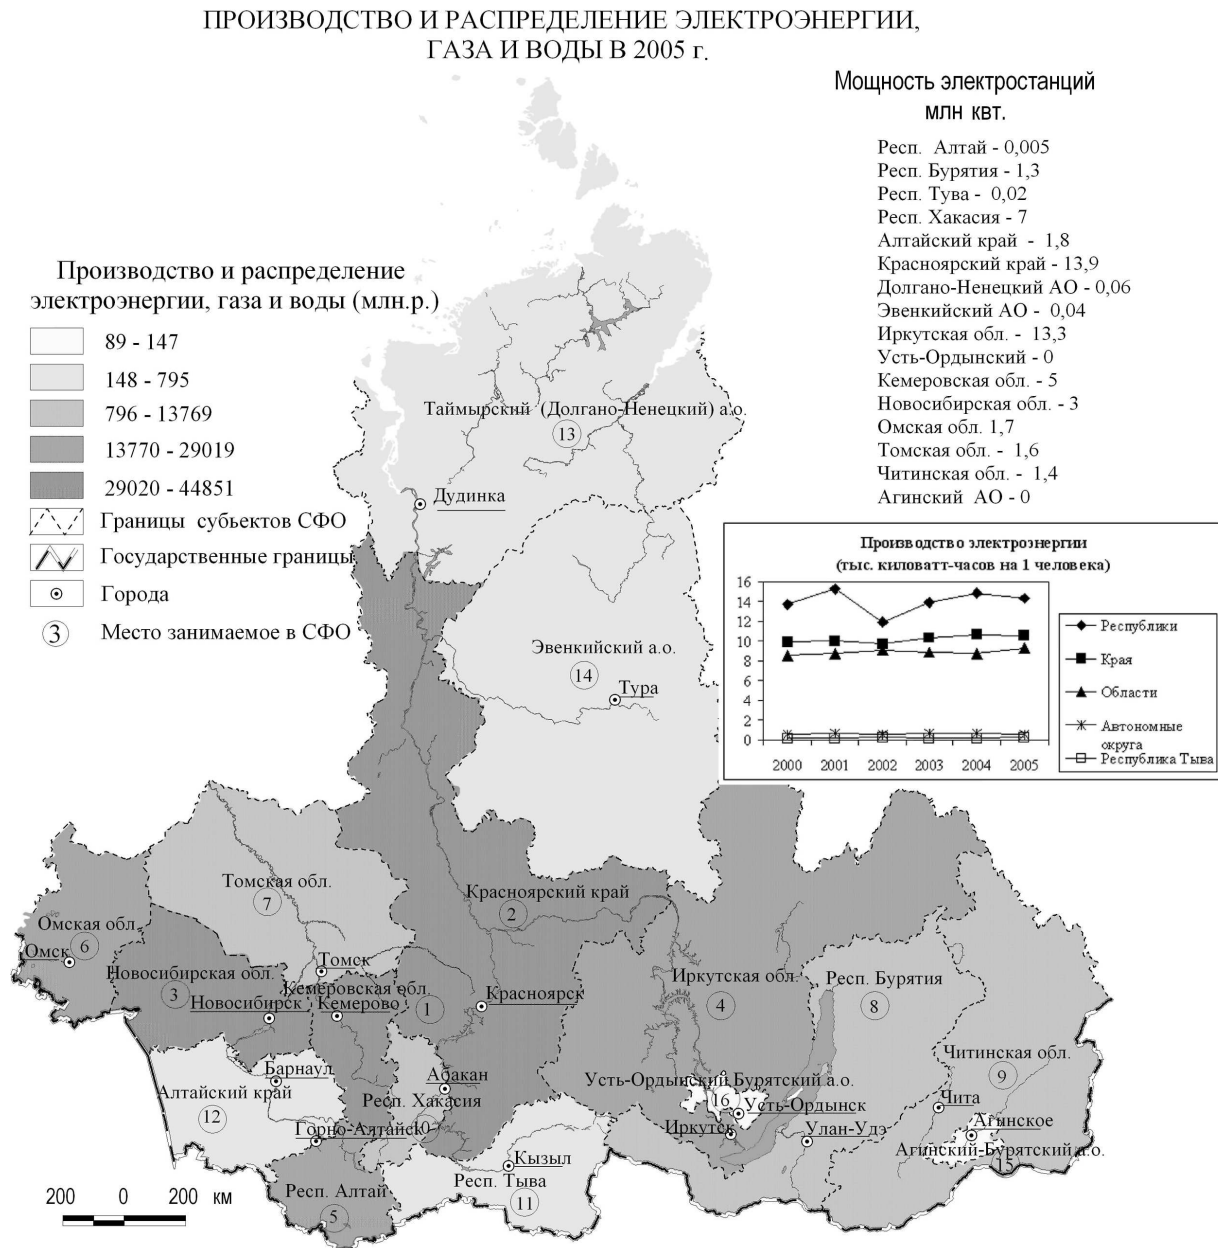 ПРОИЗВОДСТВО И РАСПРЕДЕЛЕНИЕ ЭЛЕКТРОЭНЕРГИИ,
ГАЗА И ВОДЫ В 2005 г.
Мощность электростанций
млн квт.
Респ. Алтай - 0,005
Респ. Бурятия - 1,3
Респ. Тува - 0,02
Респ. Хакасия - 7
Алтайский край - 1,8
Красноярский край - 13,9
Долгано-Ненецкий АО - 0,06
Эвенкийский АО - 0,04
Иркутская обл. - 13,3
Усть-Ордынский - 0
Кемеровская обл. - 5
Новосибирская обл. - 3
Омская обл. 1,7
Томская обл. - 1,6
Читинская обл. - 1,4
Агинский АО - 0
Производство и распределение
электроэнергии, газа и воды (млн.р.)
89 - 147
148 - 795
796 - 13769
13770 - 29019
29020 - 44851
Границы субьектов СФО
Государственные границы
Города
3 Место занимаемое в СФО
Производство электроэнергии
(тыс. киловатт-часов на 1 человека)
16
14
12
10
8
6
4
2
0
2000 2001 2002 2003 2004 2005
Республики
Края
Области
Автономные
округа
Республика Тыва
Таймырский (Долгано-Ненецкий) а.о.
13
Дудинка
Эвенкийский а.о.
14
Тура
Томская обл.
7
Красноярский край
2
Омская обл.
6
Омск
Томск
Новосибирская обл.
3
Новосибирск
Кемеровская обл.
Кемерово
1
Красноярск
Иркутская обл.
4
Респ. Бурятия
8
Читинская обл.
9
Барнаул
Алтайский край
12
Абакан
Респ. Хакасия
10
Усть-Ордынский Бурятский а.о.
16
Усть-Ордынск
Чита
Агинское
Иркутск
Улан-Удэ
Агинский-Бурятский а.о.
15
Горно-Алтайск
Кызыл
Респ. Тыва
11
Респ. Алтай
5
200 0 200 км